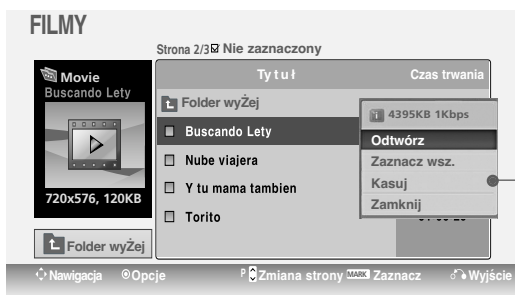 FILMY
Strona 2/3 Nie zaznaczony
Movie
Buscando Lety
720x576, 120KB
Folder wyŻej
Tytuł Czas trwania
Folder wyŻej
Buscando Lety
Nube viajera
Y tu mama tambien
Torito
4395KB 1Kbps
Odtwórz
Zaznacz wsz.
Kasuj
Zamknij
Nawigacja Opcje P Zmiana strony MARK Zaznacz Wyjście